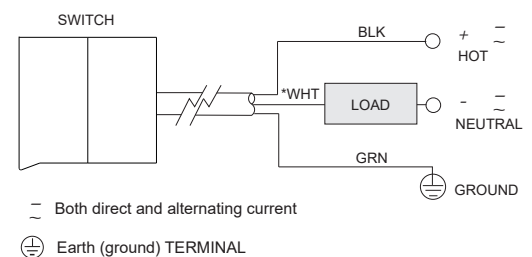 SWITCH
BLK
+
HOT
*WHT
LOAD
-
NEUTRAL
GRN
GROUND
Both direct and alternating current
Earth (ground) TERMINAL